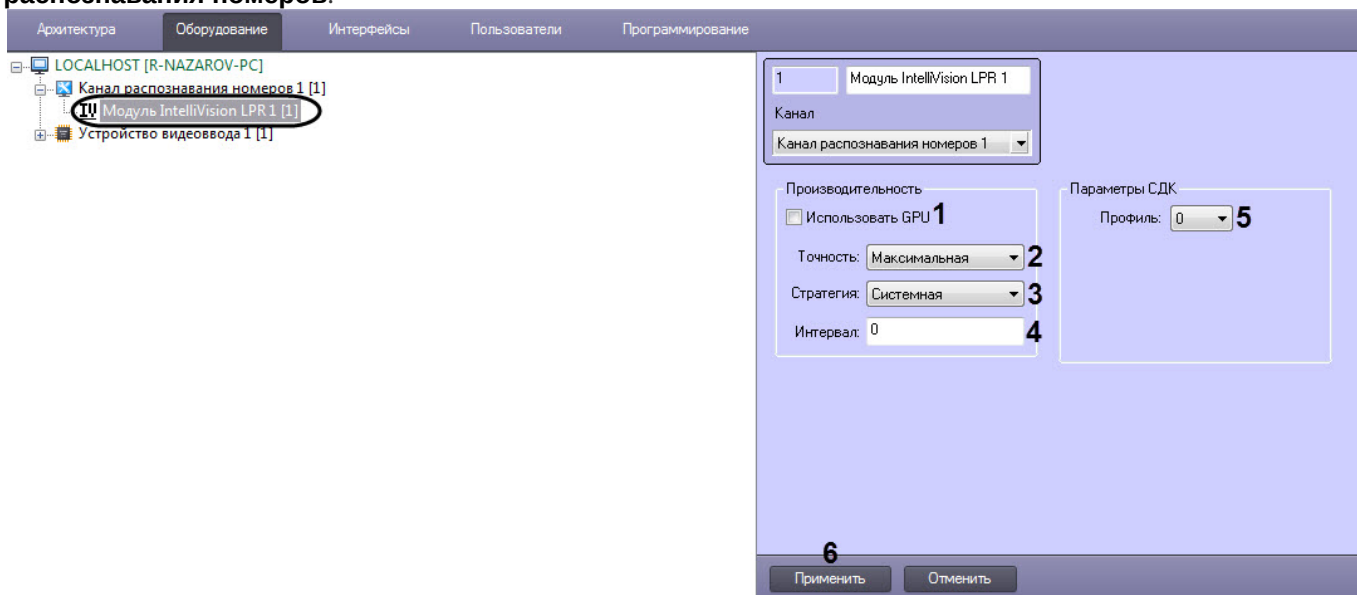 распознавания номеров.
Архитектура Оборудование Интерфейсы Пользователи Программирование
LOCALHOST [R-NAZAROV-PC]
Канал распознавания номеров 1 [1]
IV Модуль IntelliVision LPR 1 [1]
Устройство видеоввода 1 [1]
1 Модуль IntelliVision LPR 1
Канал
Канал распознавания номеров 1
Производительность
Использовать GPU 1
Точность: Максимальная 2
Стратегия: Системная 3
Интервал: 0 4
Параметры СДК
Профиль: 0 5
6
Применить Отменить